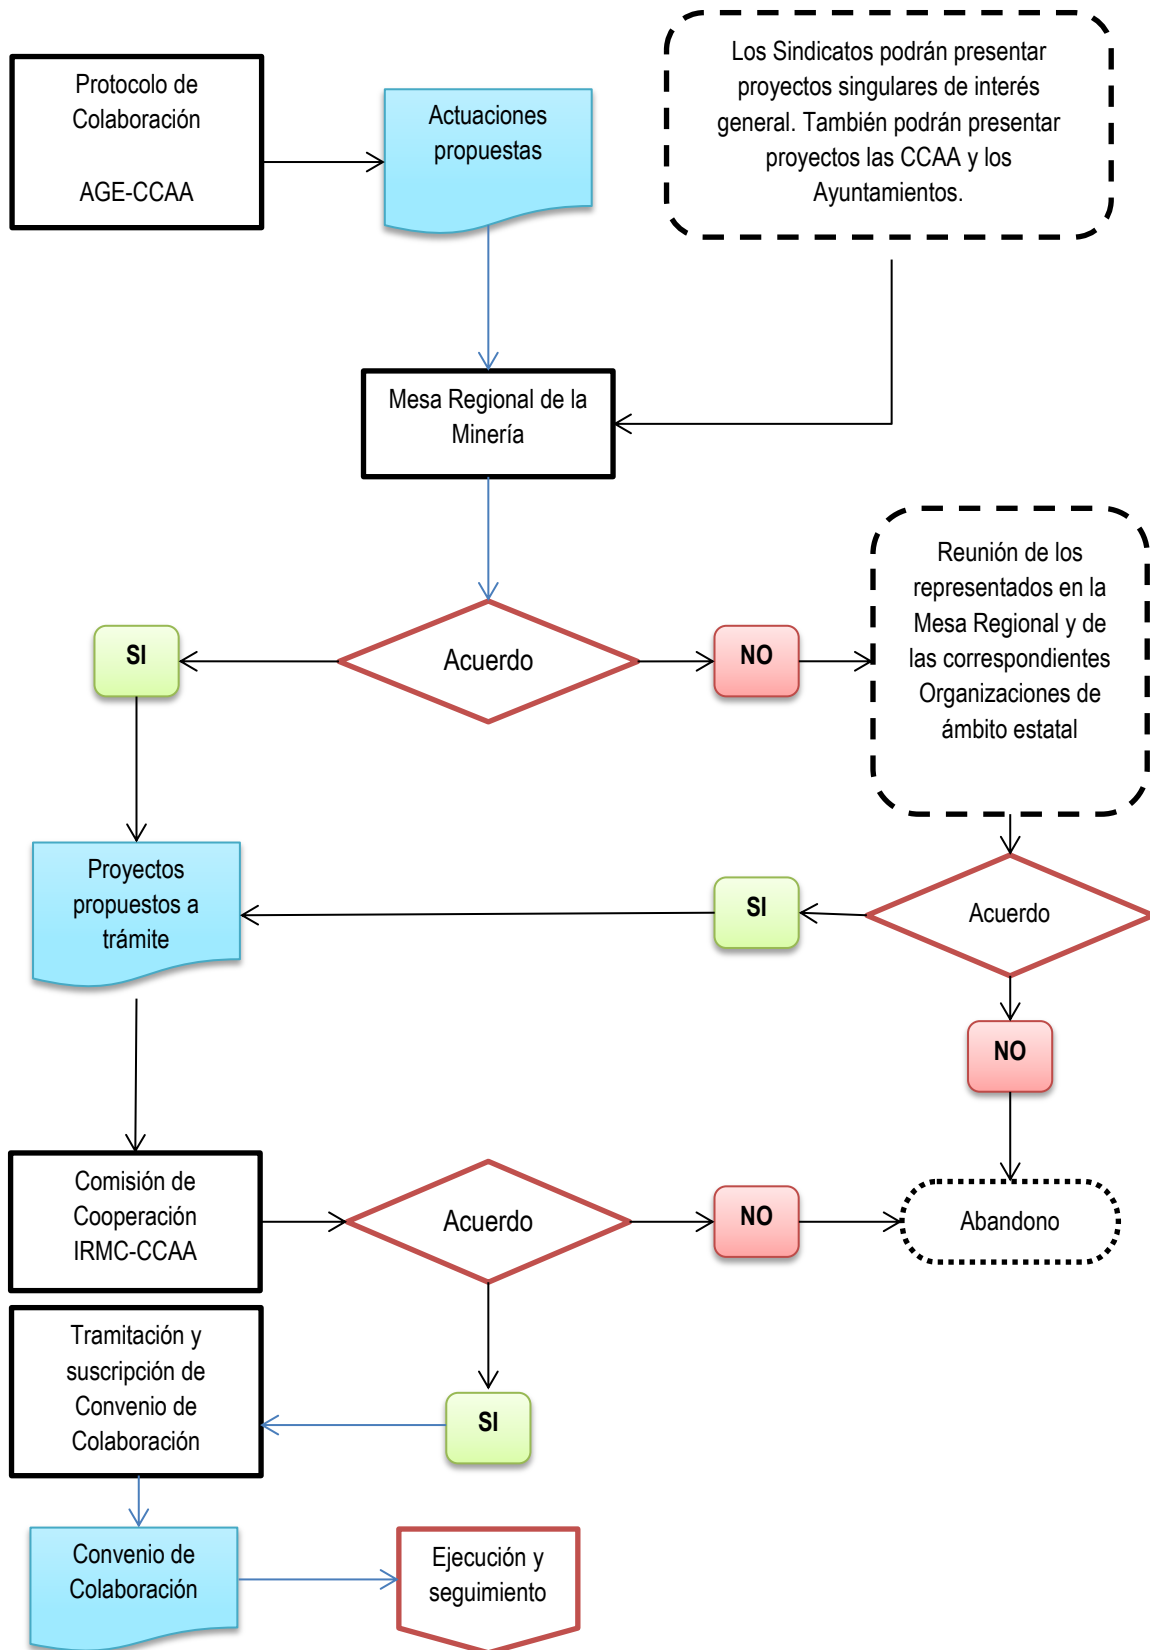 Protocolo de
Colaboración
AGE-CCAA
Actuaciones
propuestas
Los Sindicatos podrán presentar
proyectos singulares de interés
general. También podrán presentar
proyectos las CCAA y los
Ayuntamientos.
Mesa Regional de la
Minería
Acuerdo
SI
NO
Reunión de los
representados en la
Mesa Regional y de
las correspondientes
Organizaciones de
ámbito estatal
Proyectos
propuestos a
trámite
SI
Acuerdo
NO
Comisión de
Cooperación
IRMC-CCAA
Acuerdo
NO
Abandono
Tramitación y
suscripción de
Convenio de
Colaboración
SI
Convenio de
Colaboración
Ejecución y
seguimiento